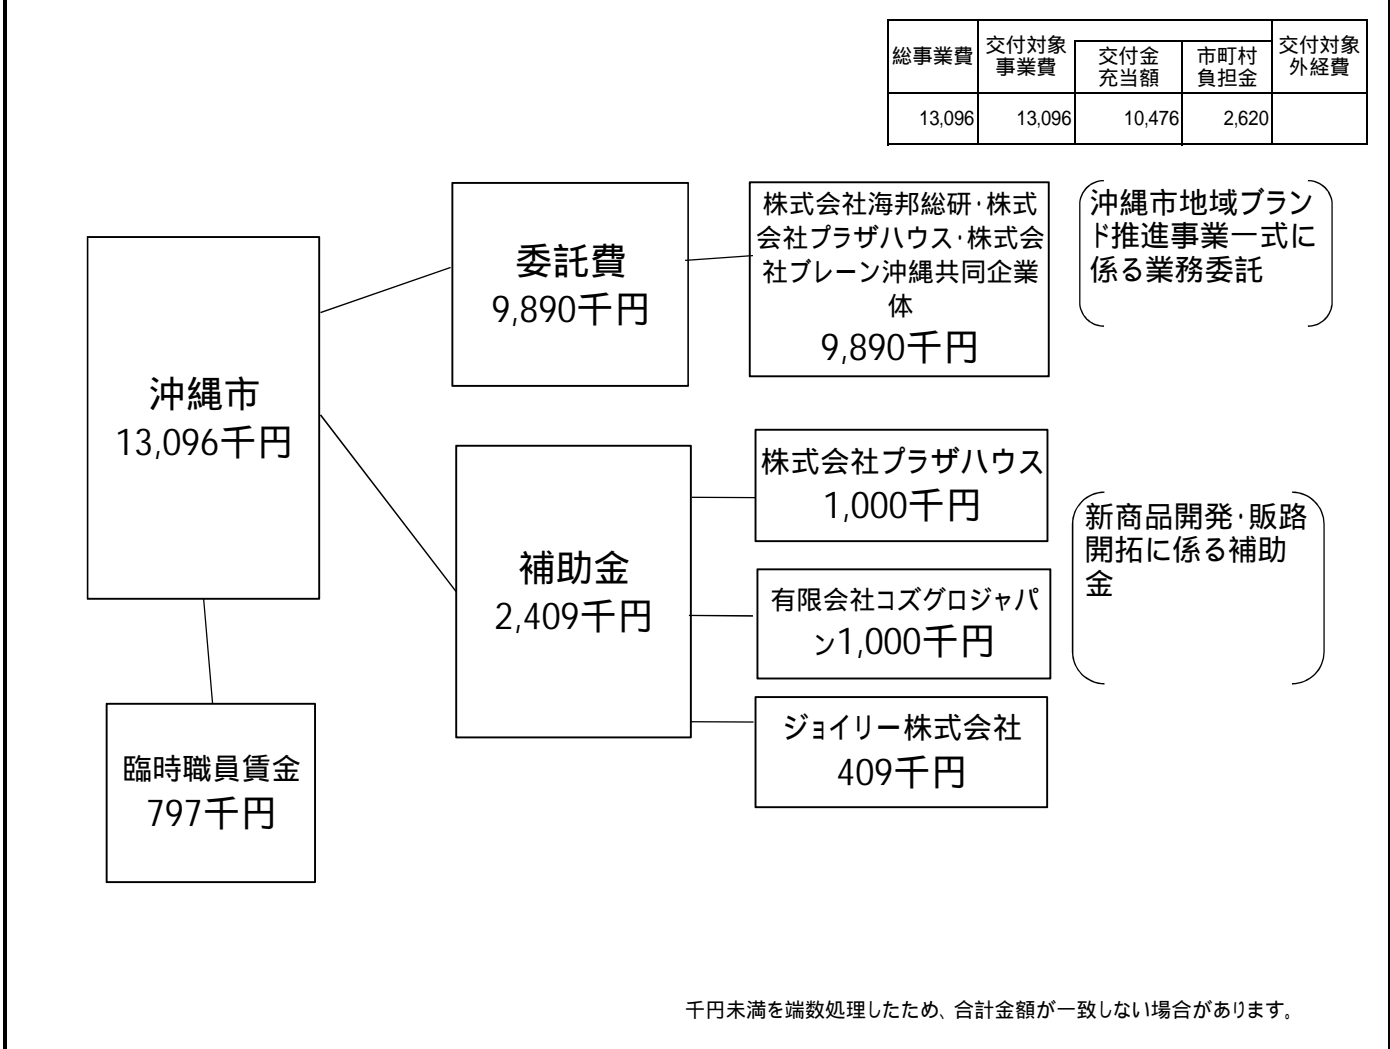 総事業費
交付対象
事業費
交付金
充当額
市町村
負担金
交付対象
外経費
13,096
13,096
10,476
2,620
沖縄市
13,096千円
臨時職員賃金
797千円
委託費
9,890千円
株式会社海邦総研・株式
会社プラザハウス・株式会
社ブレーン沖縄共同企業
体
9,890千円
沖縄市地域ブラン
ド推進事業一式に
係る業務委託
補助金
2,409千円
株式会社プラザハウス
1,000千円
有限会社コズグロジャパ
ン1,000千円
ジョイリー株式会社
409千円
新商品開発・販路
開拓に係る補助
金
千円未満を端数処理したため、合計金額が一致しない場合があります。